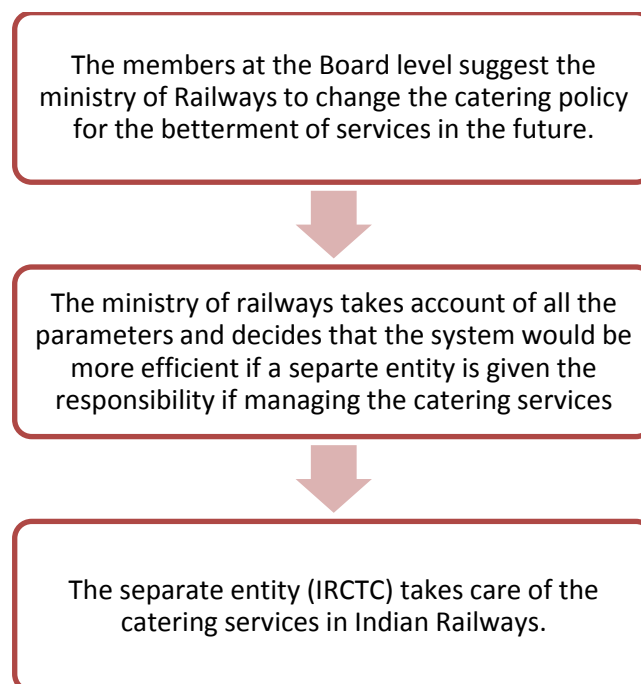 The members at the Board level suggest the
ministry of Railways to change the catering policy
for the betterment of services in the future.
The ministry of railways takes account of all the
parameters and decides that the system would be
more efficient if a separte entity is given the
responsibility if managing the catering services
The separate entity (IRCTC) takes care of the
catering services in Indian Railways.